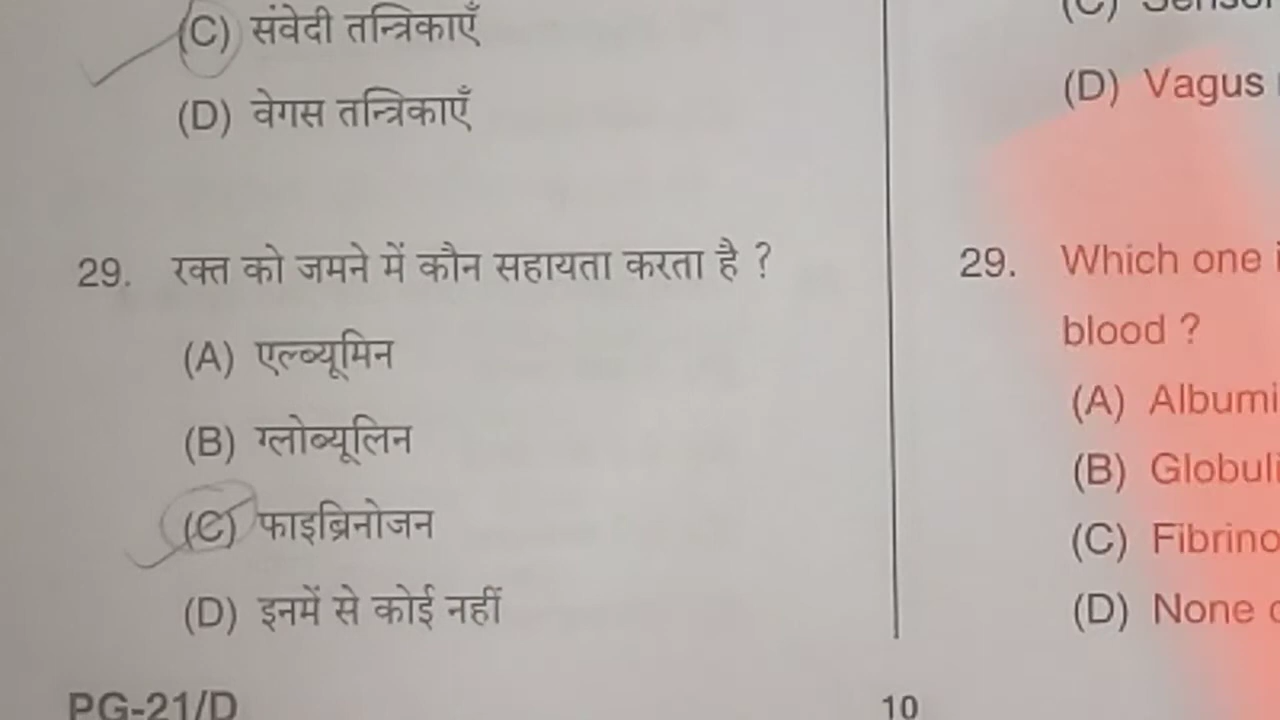 (C) संवेदी तन्त्रिकाएँ
(D) वेगस तन्त्रिकाएँ
29. रक्त को जमने में कौन सहायता करता है ?
(A) एल्ब्यूमिन
(B) ग्लोब्यूलिन
(C) फाइब्रिनोजन
(D) इनमें से कोई नहीं
PG-21/D
10
(C)
(D) Vagus
29. Which one
blood ?
(A) Albumi
(B) Globuli
(C) Fibrino
(D) None